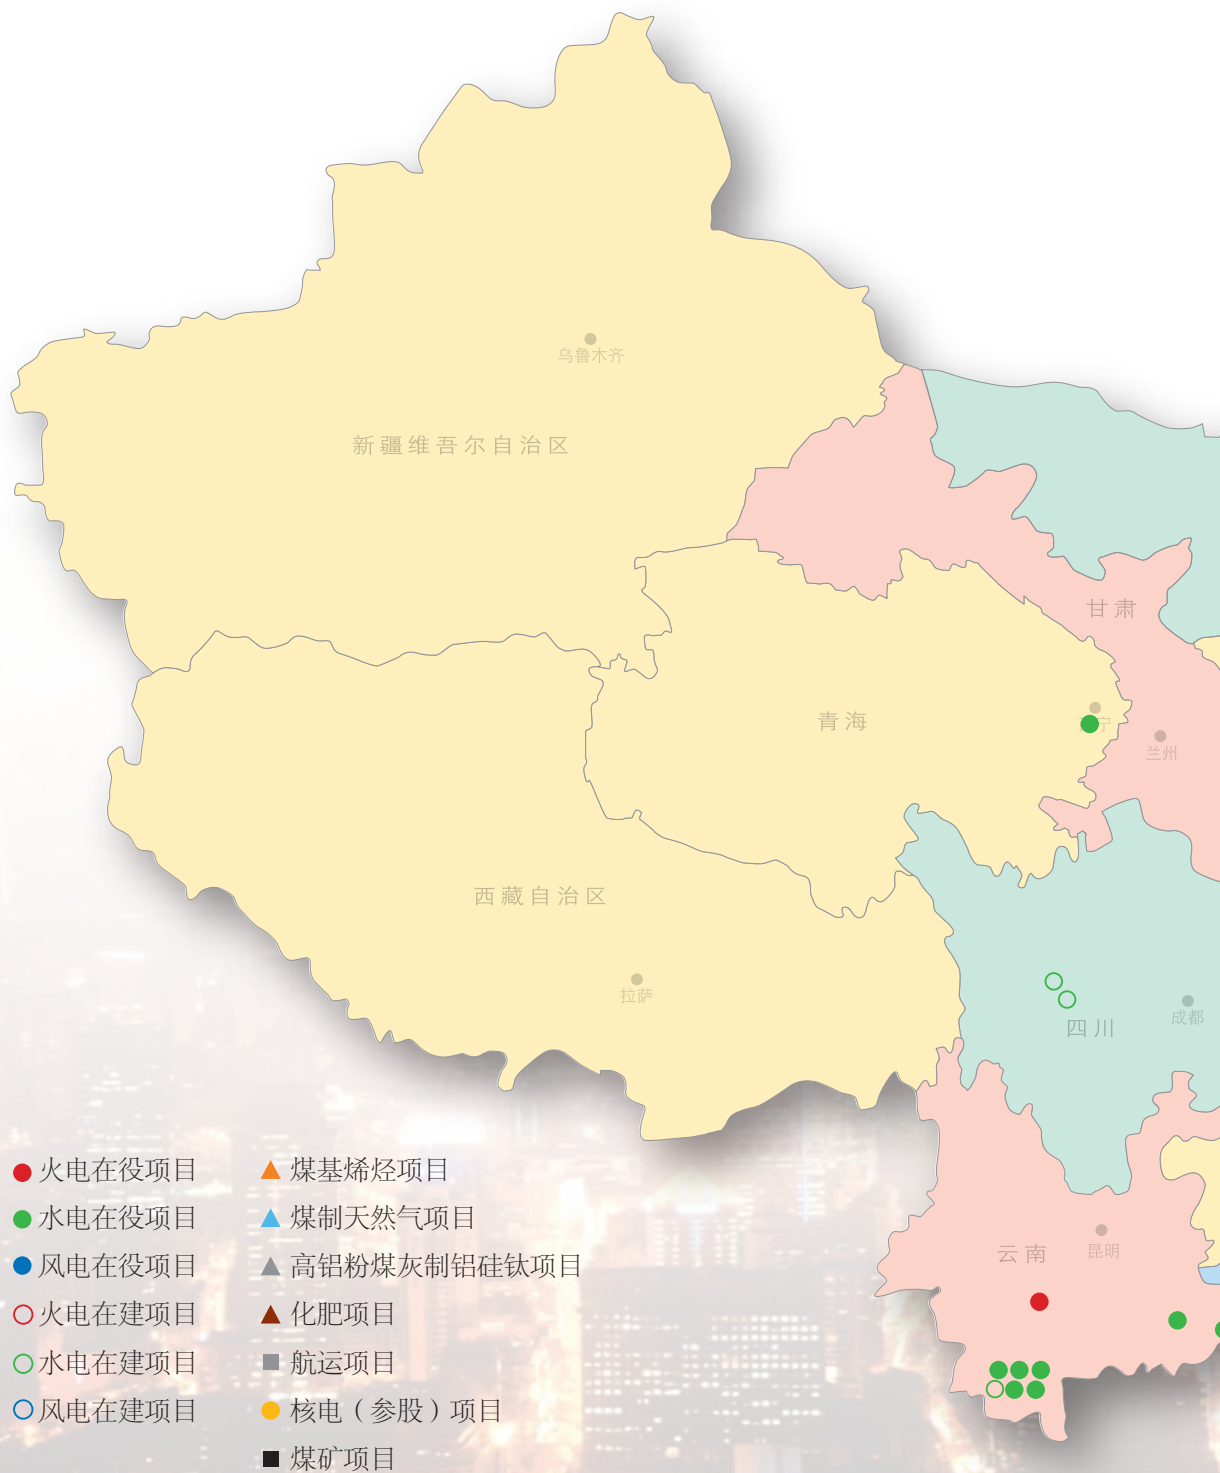 乌鲁木齐
新疆维吾尔自治区
甘肃
宁
青海
兰州
西藏自治区
拉萨
成都
四川
昆明
云南
火电在役项目
水电在役项目
风电在役项目
火电在建项目
水电在建项目
风电在建项目
煤基烯烃项目
煤制天然气项目
高铝粉煤灰制铝硅钛项目
化肥项目
航运项目
核电（参股）项目
煤矿项目